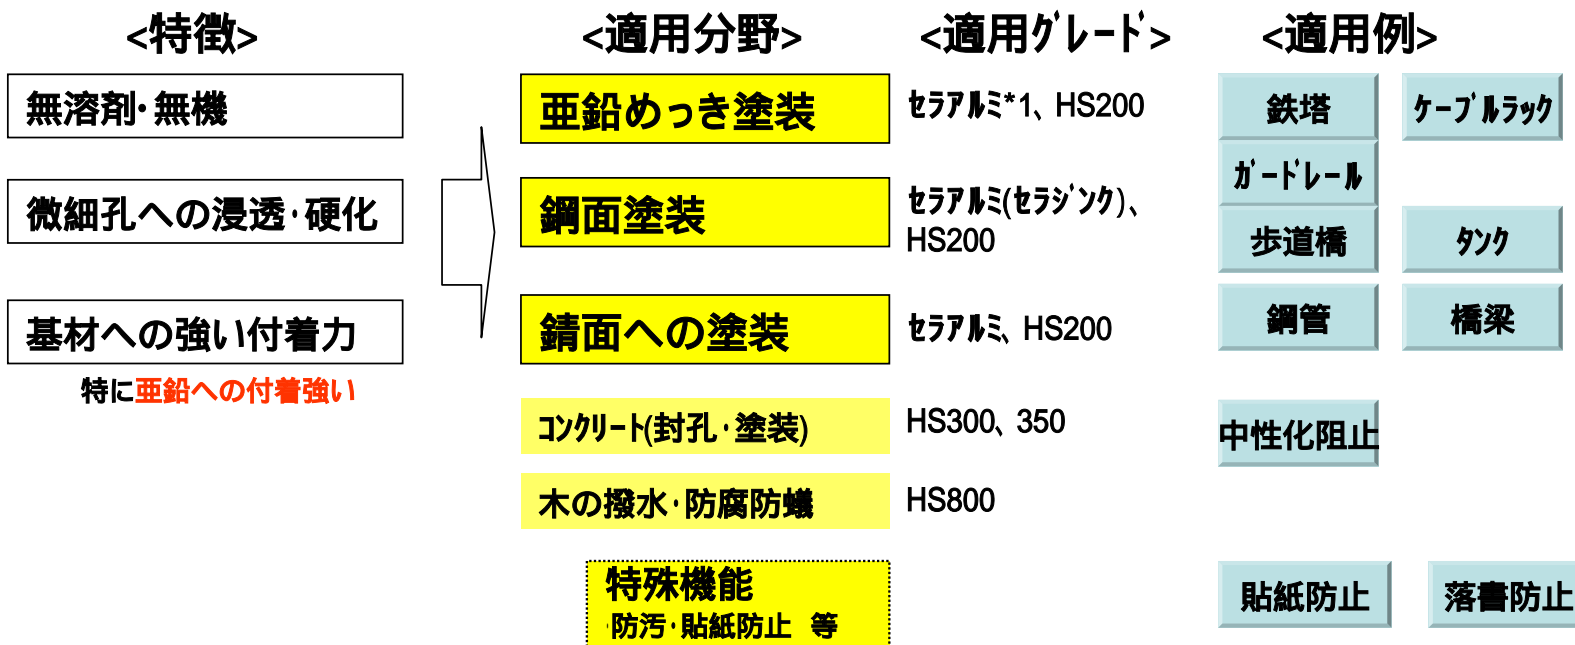 <特徴>
<適用分野>
<適用ｸﾞﾚｰﾄﾞ>
<適用例>
無溶剤･無機
微細孔への浸透･硬化
基材への強い付着力
特に亜鉛への付着強い
亜鉛めっき塗装
ｾﾗｱﾙﾐ*1、HS200
鉄塔
ｹｰﾌﾞﾙﾗｯｸ
ｶﾞｰﾄﾞﾚｰﾙ
鋼面塗装
ｾﾗｱﾙﾐ(ｾﾗｼﾞﾝｸ)、
HS200
歩道橋
ﾀﾝｸ
錆面への塗装
ｾﾗｱﾙﾐ、HS200
鋼管
橋梁
ｺﾝｸﾘｰﾄ(封孔･塗装)
HS300、350
中性化阻止
木の撥水･防腐防蟻
HS800
特殊機能
･防汚･貼紙防止 等
貼紙防止
落書防止